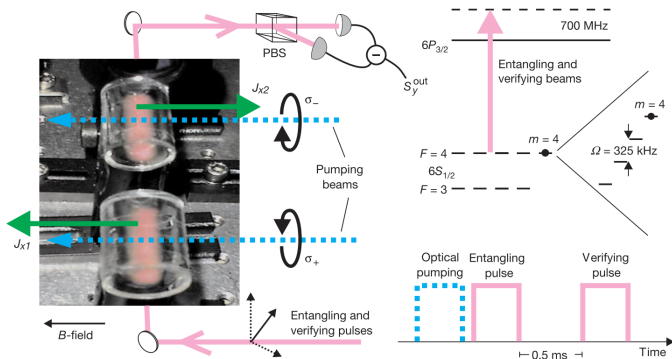 PBS
S_y^out
J_x2
σ_−
Pumping
beams
J_x1
σ_+
B-field
Entangling and
verifying pulses
700 MHz
6P_3/2
Entangling and
verifying beams
m = 4
m = 4
Ω = 325 kHz
F = 4
6S_1/2
F = 3
Optical
pumping
Entangling
pulse
Verifying
pulse
0.5 ms
Time